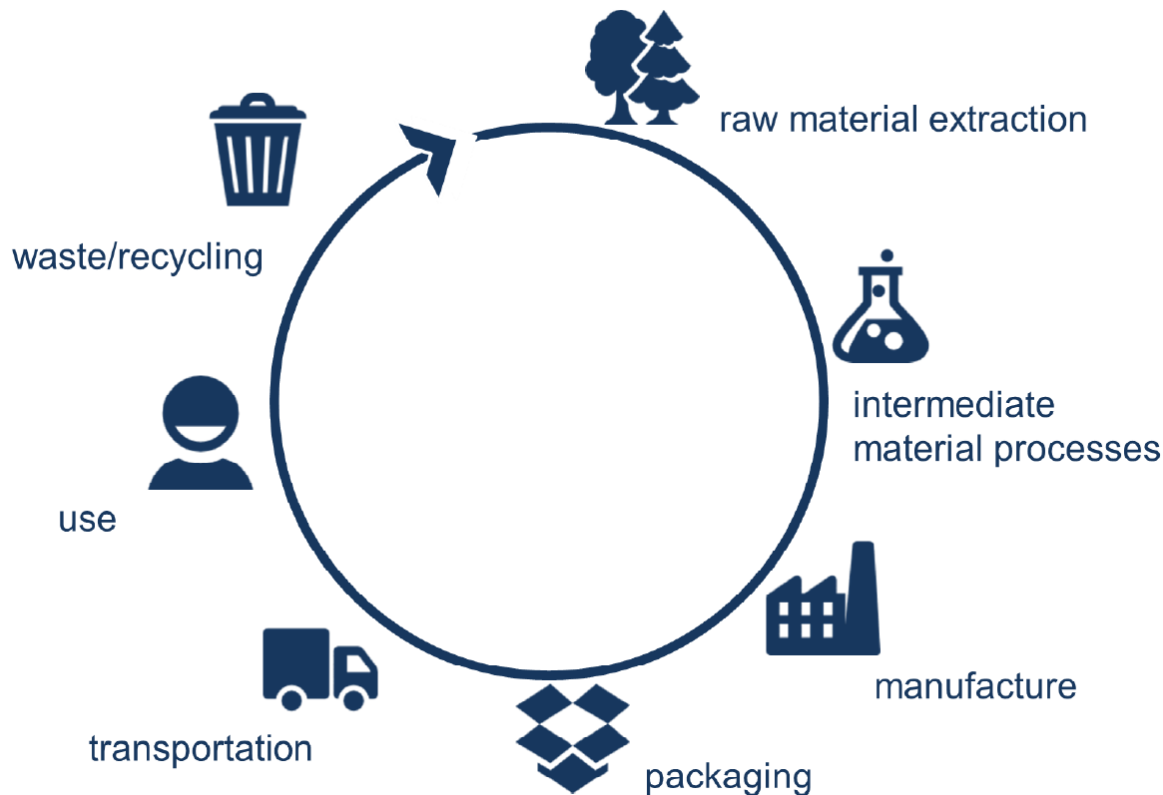 raw material extraction
intermediate
material processes
manufacture
packaging
transportation
use
waste/recycling